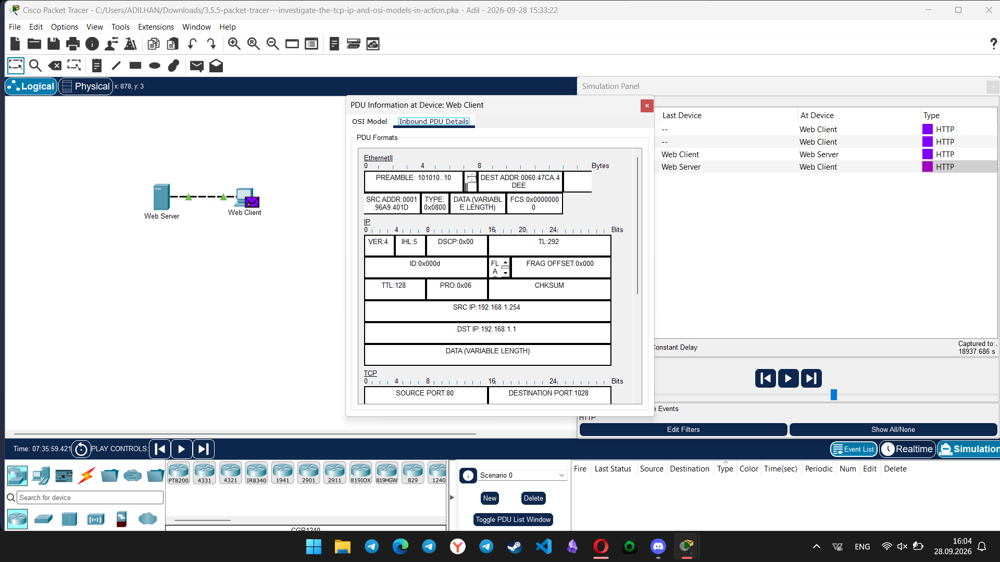 Cisco Packet Tracer - C:/Users/ADILHAN/Downloads/3.5.5-packet-tracer---investigate-the-tcp-ip-and-osi-models-in-action.pka - Adil - 2026-09-28 15:33:22
File Edit Options View Tools Extensions Window Help
Logical Physical x: 878, y: 3
Simulation Panel
PDU Information at Device: Web Client
OSI Model Inbound PDU Details
PDU Formats
EthernetII
0 4 8 Bytes
PREAMBLE: 101010..10 DEST ADDR:0060.47CA.4
DEE
SRC ADDR:0001 TYPE: DATA (VARIABL FCS:0x0000000
.96A9.401D 0x0800 E LENGTH) 0
IP
0 4 8 16 20 24 Bits
VER:4 IHL:5 DSCP:0x00 TL:292
ID:0x000d FL FRAG OFFSET:0x000
A
TTL:128 PRO:0x06 CHKSUM
SRC IP:192.168.1.254
DST IP:192.168.1.1
DATA (VARIABLE LENGTH)
TCP
0 4 8 16 24 Bits
SOURCE PORT:80 DESTINATION PORT:1028
Last Device At Device Type
-- Web Client HTTP
-- Web Client HTTP
Web Client Web Server HTTP
Web Server Web Client HTTP
Web Server
Web Client
Constant Delay
Captured to:
18937.686 s
e Events
HTTP
Edit Filters Show All/None
Time: 07:35:59.421 PLAY CONTROLS:
Event List Realtime Simulation
PT8200 4331 4321 IR8340 1941 2901 2911 819IOX 819HGW 829 1240
Search for device
CGR1240
Scenario 0
New Delete
Toggle PDU List Window
Fire Last Status Source Destination Type Color Time(sec) Periodic Num Edit Delete
ENG
16:04
28.09.2026